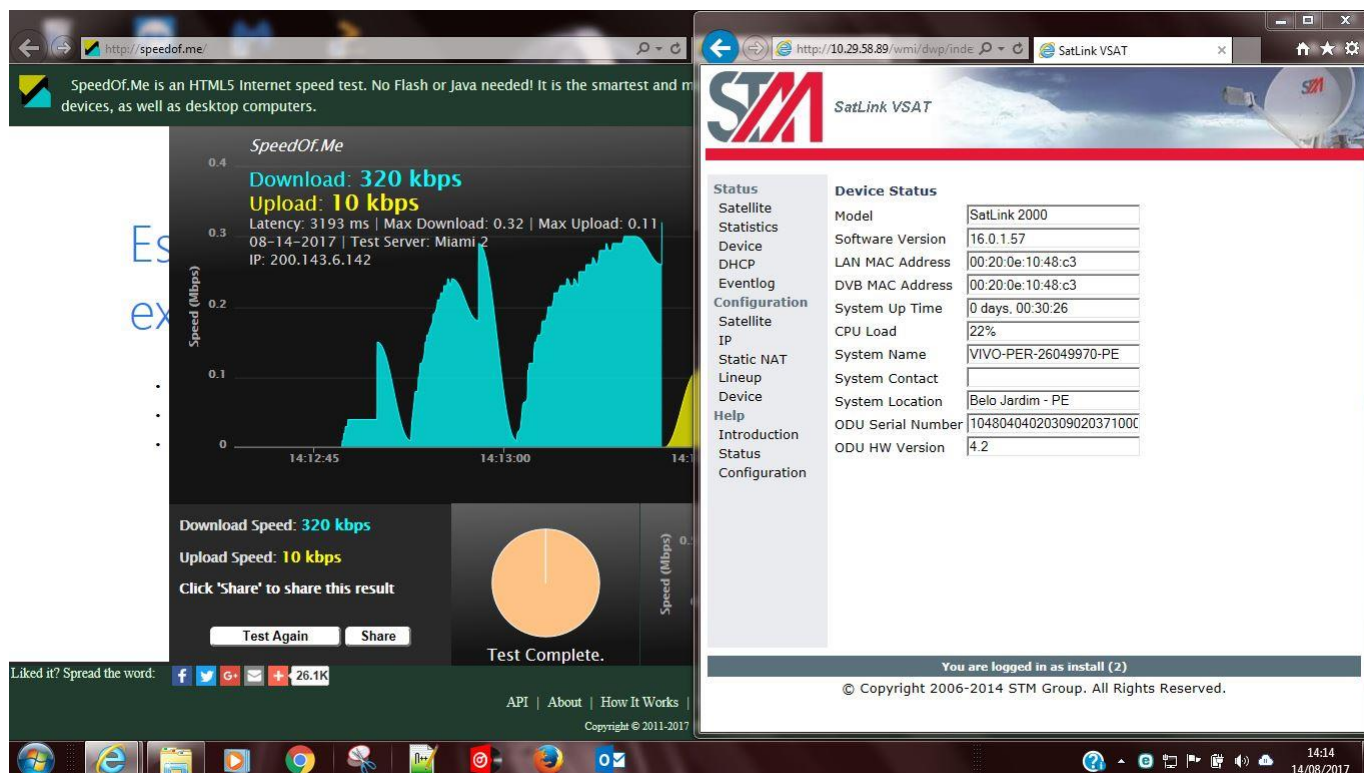 http://speedof.me/
SpeedOf.Me is an HTML5 Internet speed test. No Flash or Java needed! It is the smartest and m
devices, as well as desktop computers.
Es
ex
SpeedOf.Me
Download: 320 kbps
Upload: 10 kbps
Latency: 3193 ms | Max Download: 0.32 | Max Upload: 0.11
08-14-2017 | Test Server: Miami 2
IP: 200.143.6.142
Speed (Mbps)
0.4
0.3
0.2
0.1
0
14:12:45
14:13:00
14:1
Download Speed: 320 kbps
Upload Speed: 10 kbps
Click 'Share' to share this result
Test Again
Share
Test Complete.
Speed (Mbps)
Liked it? Spread the word:
26.1K
API | About | How It Works |
Copyright © 2011-2017
http://10.29.58.89/wmi/dwp/inde
SatLink VSAT
STM
SatLink VSAT
STM
Status
Satellite
Statistics
Device
DHCP
Eventlog
Configuration
Satellite
IP
Static NAT
Lineup
Device
Help
Introduction
Status
Configuration
Device Status
Model SatLink 2000
Software Version 16.0.1.57
LAN MAC Address 00:20:0e:10:48:c3
DVB MAC Address 00:20:0e:10:48:c3
System Up Time 0 days, 00:30:26
CPU Load 22%
System Name VIVO-PER-26049970-PE
System Contact
System Location Belo Jardim - PE
ODU Serial Number 10480404020309020371000
ODU HW Version 4.2
You are logged in as install (2)
© Copyright 2006-2014 STM Group. All Rights Reserved.
14:14
14/08/2017